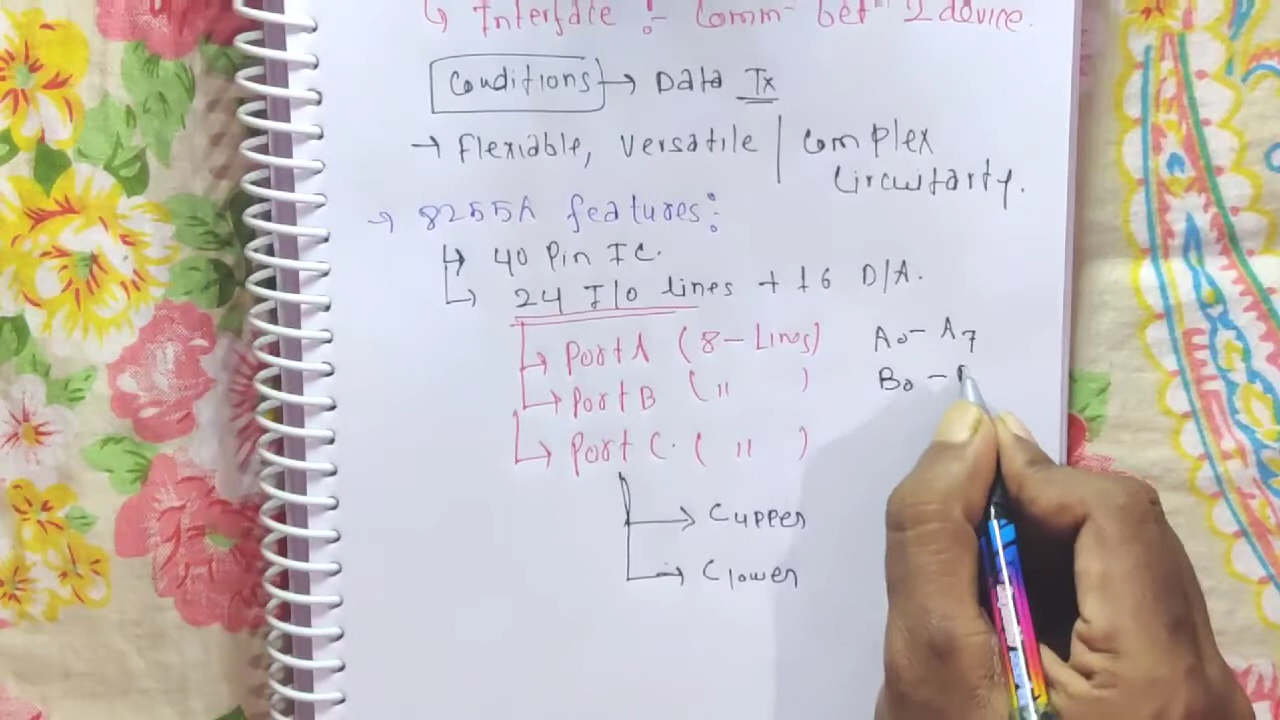 ↳ Interface :- Comm- betⁿ 2 device.
Conditions → Data Tx
→ flexiable, versatile | Complex
Circuitarty.
→ 8255A features:
↳ 40 Pin IC.
↳ 24 I/O lines + 16 D/A.
↳ Port A (8-Lines) A0- A7
↳ Port B ( " ) B0 -
↳ Port C. ( " )
→ Cupper
→ Clower